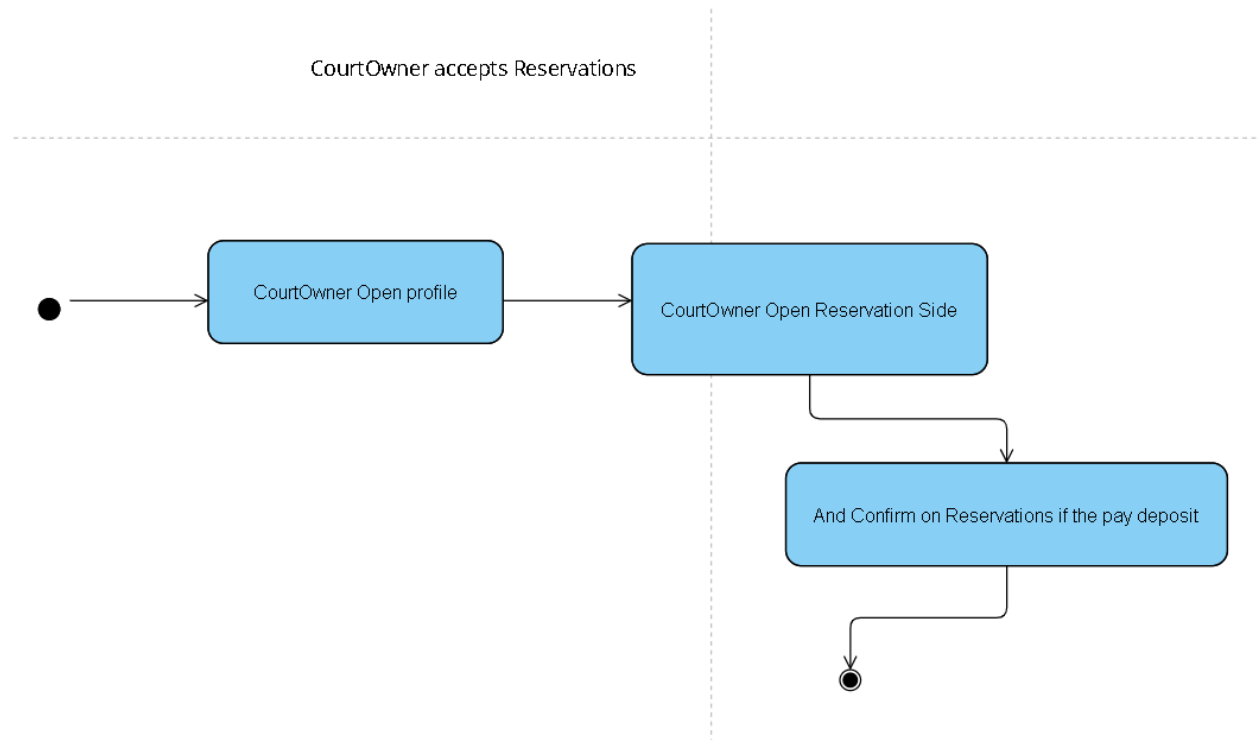 CourtOwner accepts Reservations
CourtOwner Open profile
CourtOwner Open Reservation Side
And Confirm on Reservations if the pay deposit